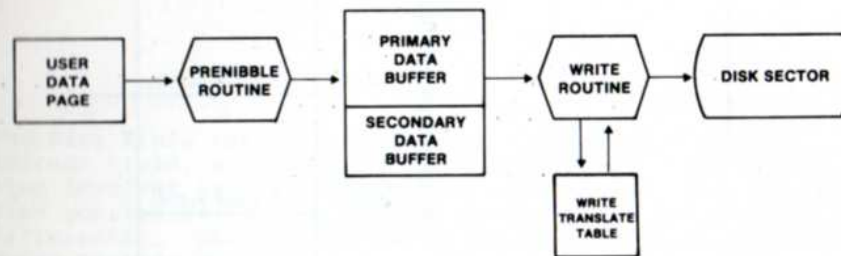 USER
DATA
PAGE
PRENIBBLE
ROUTINE
PRIMARY
DATA
BUFFER
SECONDARY
DATA
BUFFER
WRITE
ROUTINE
WRITE
TRANSLATE
TABLE
DISK SECTOR